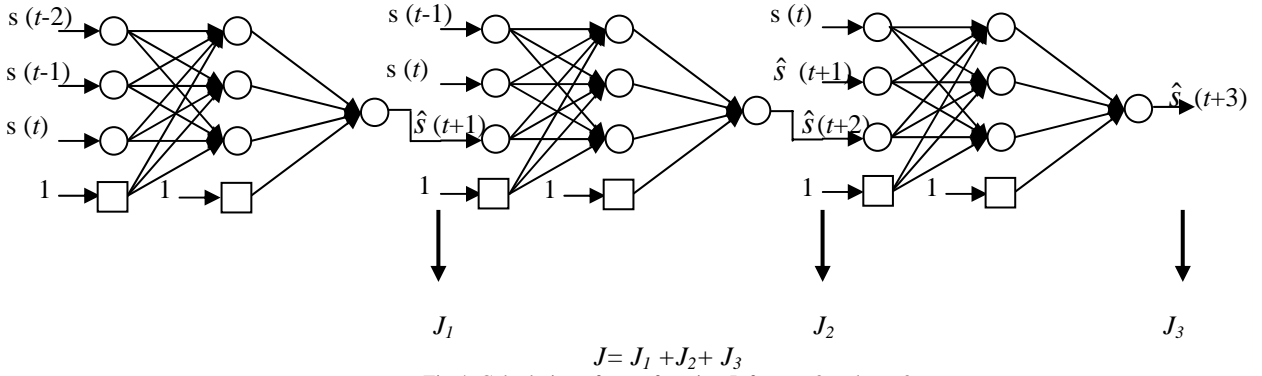 s (t-2)
s (t-1)
s (t)
1
1
ŝ (t+1)
s (t-1)
s (t)
1
1
ŝ (t+2)
s (t)
ŝ (t+1)
1
1
ŝ (t+3)
J1
J2
J3
J= J1 +J2+ J3